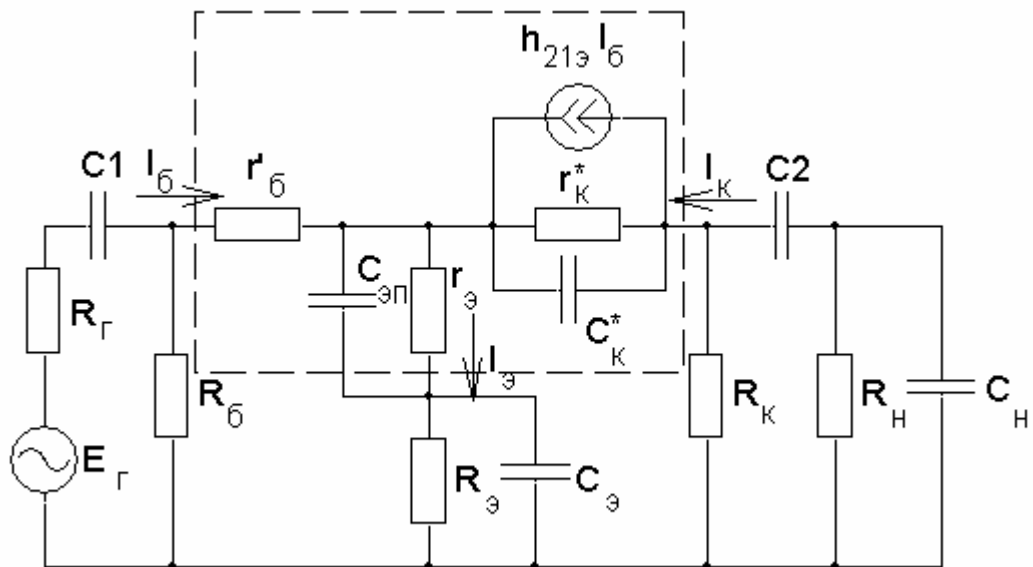 h21э Iб
C1
Iб
r'б
r*к
Iк
C2
Cэп
rэ
C*к
Rг
Iэ
Rб
Rк
Rн
Cн
Eг
Rэ
Cэ